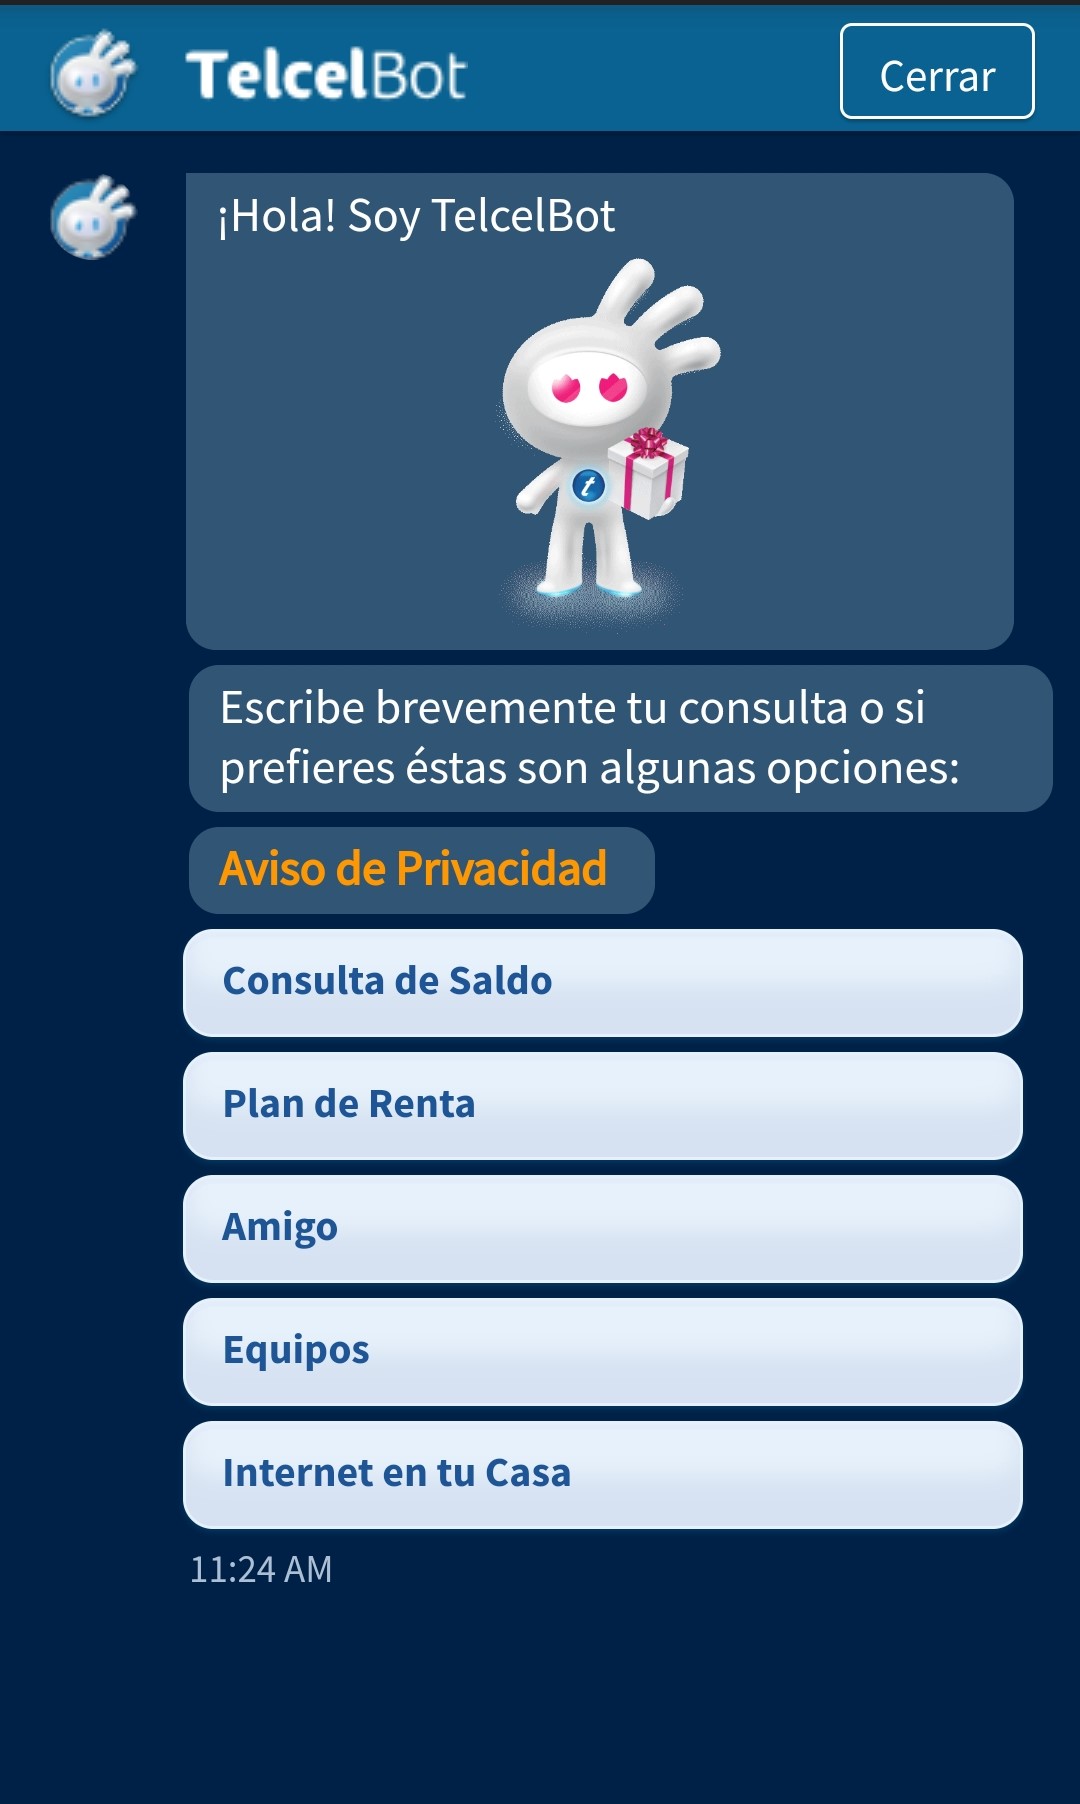 TelcelBot
Cerrar
¡Hola! Soy TelcelBot
t
Escribe brevemente tu consulta o si
prefieres éstas son algunas opciones:
Aviso de Privacidad
Consulta de Saldo
Plan de Renta
Amigo
Equipos
Internet en tu Casa
11:24 AM